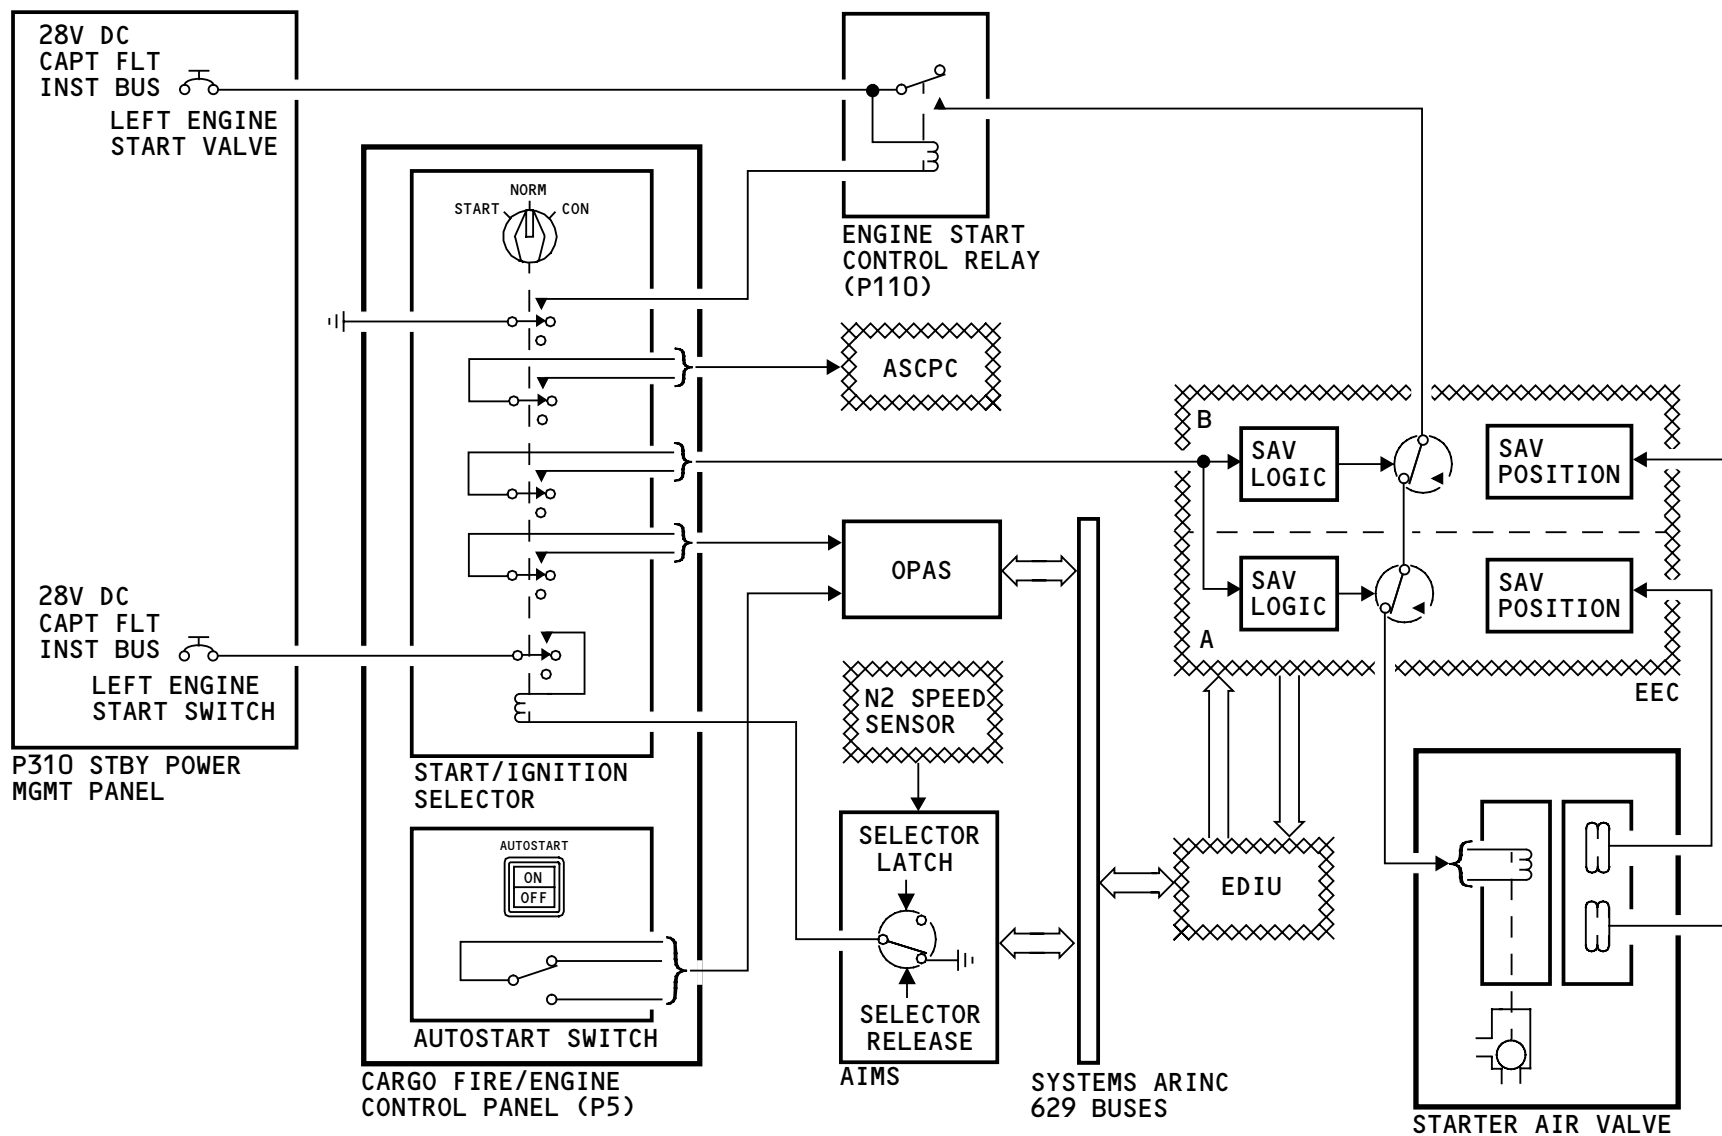 28V DC
CAPT FLT
INST BUS
LEFT ENGINE
START VALVE
NORM
START
CON
ENGINE START
CONTROL RELAY
(P110)
ASCPC
B
SAV
LOGIC
SAV
POSITION
OPAS
SAV
LOGIC
SAV
POSITION
A
EEC
28V DC
CAPT FLT
INST BUS
LEFT ENGINE
START SWITCH
P310 STBY POWER
MGMT PANEL
START/IGNITION
SELECTOR
N2 SPEED
SENSOR
AUTOSTART
ON
OFF
AUTOSTART SWITCH
CARGO FIRE/ENGINE
CONTROL PANEL (P5)
SELECTOR
LATCH
SELECTOR
RELEASE
AIMS
EDIU
SYSTEMS ARINC
629 BUSES
STARTER AIR VALVE